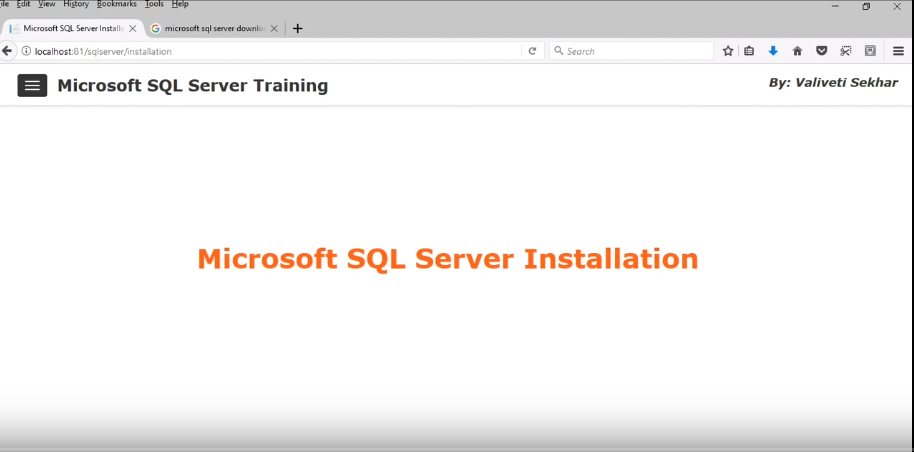 File Edit View History Bookmarks Tools Help
Microsoft SQL Server Installa
microsoft sql server downloa
localhost:81/sqlserver/installation
Search
Microsoft SQL Server Training
By: Valiveti Sekhar
Microsoft SQL Server Installation